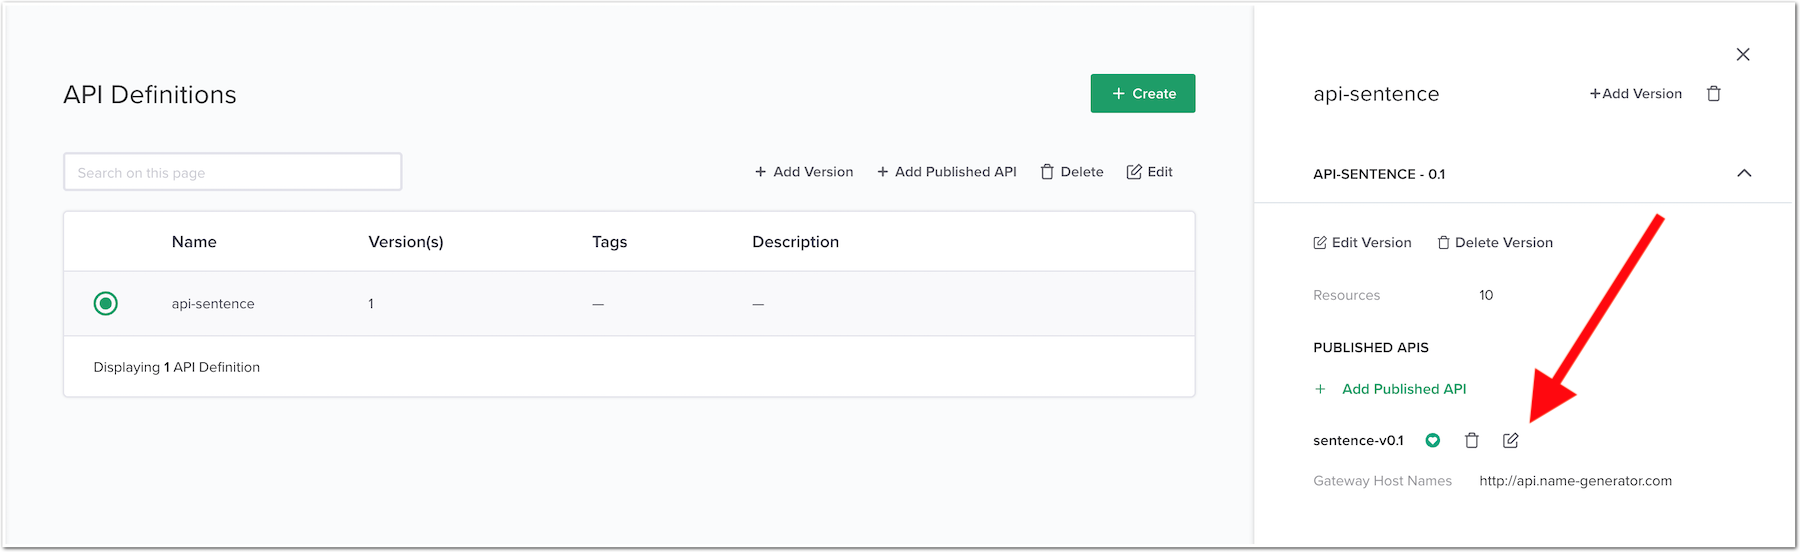 API Definitions
+ Create
Search on this page
+ Add Version + Add Published API Delete Edit
Name Version(s) Tags Description
api-sentence 1 — —
Displaying 1 API Definition
api-sentence +Add Version
API-SENTENCE - 0.1
Edit Version Delete Version
Resources 10
PUBLISHED APIS
+ Add Published API
sentence-v0.1
Gateway Host Names http://api.name-generator.com